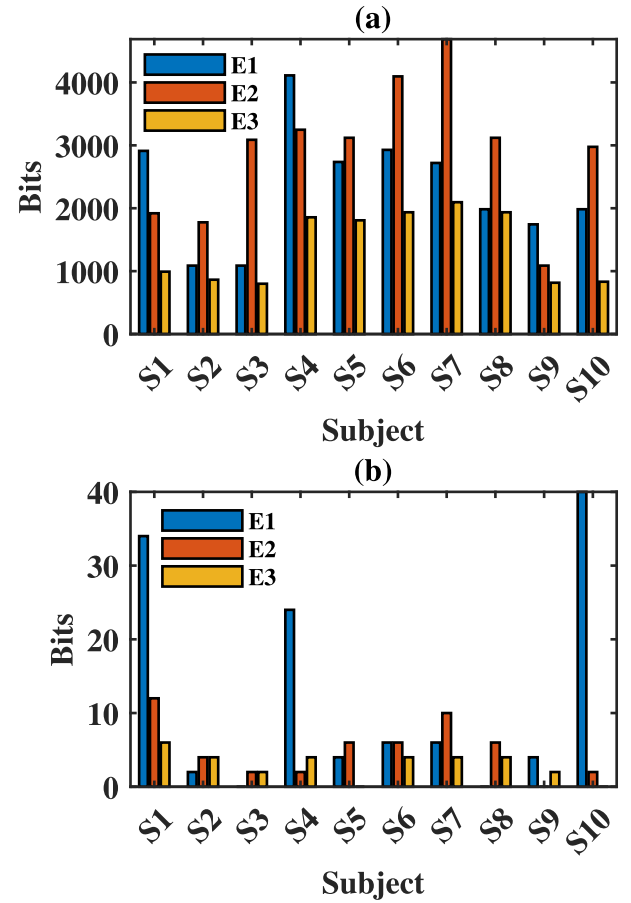 (a)
Bits
4000
3000
2000
1000
0
E1
E2
E3
S1 S2 S3 S4 S5 S6 S7 S8 S9 S10
Subject
(b)
Bits
40
30
20
10
0
E1
E2
E3
S1 S2 S3 S4 S5 S6 S7 S8 S9 S10
Subject